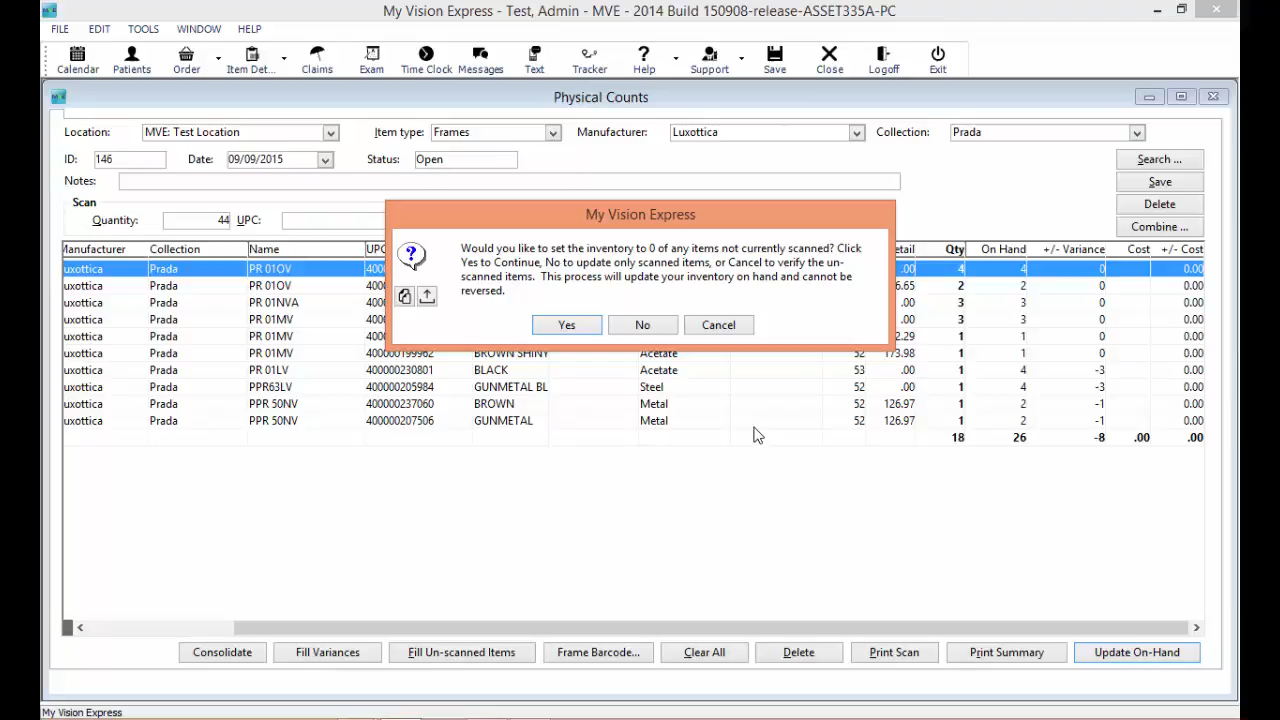 My Vision Express - Test, Admin - MVE - 2014 Build 150908-release-ASSET335A-PC
FILE EDIT TOOLS WINDOW HELP
Calendar Patients Order Item Det... Claims Exam Time Clock Messages Text Tracker Help Support Save Close Logoff Exit
Physical Counts
Location: MVE: Test Location Item type: Frames Manufacturer: Luxottica Collection: Prada
ID: 146 Date: 09/09/2015 Status: Open Search ...
Notes: Save
Scan Delete
Quantity: 44 UPC: Combine ...
My Vision Express
Would you like to set the inventory to 0 of any items not currently scanned? Click
Yes to Continue, No to update only scanned items, or Cancel to verify the un-
scanned items. This process will update your inventory on hand and cannot be
reversed.
Yes No Cancel
Manufacturer Collection Name UPC etail Qty On Hand +/- Variance Cost +/- Cost
uxottica Prada PR 01OV 40000 .00 4 4 0 0.00
uxottica Prada PR 01OV 40000 6.65 2 2 0 0.00
uxottica Prada PR 01NVA 40000 .00 3 3 0 0.00
uxottica Prada PR 01MV 40000 .00 3 3 0 0.00
uxottica Prada PR 01MV 40000 2.29 1 1 0 0.00
uxottica Prada PR 01MV 400000199962 BROWN SHINY Acetate 52 173.98 1 1 0 0.00
uxottica Prada PR 01LV 400000230801 BLACK Acetate 53 .00 1 4 -3 0.00
uxottica Prada PPR63LV 400000205984 GUNMETAL BL Steel 52 .00 1 4 -3 0.00
uxottica Prada PPR 50NV 400000237060 BROWN Metal 52 126.97 1 2 -1 0.00
uxottica Prada PPR 50NV 400000207506 GUNMETAL Metal 52 126.97 1 2 -1 0.00
18 26 -8 .00 .00
Consolidate Fill Variances Fill Un-scanned Items Frame Barcode... Clear All Delete Print Scan Print Summary Update On-Hand
My Vision Express